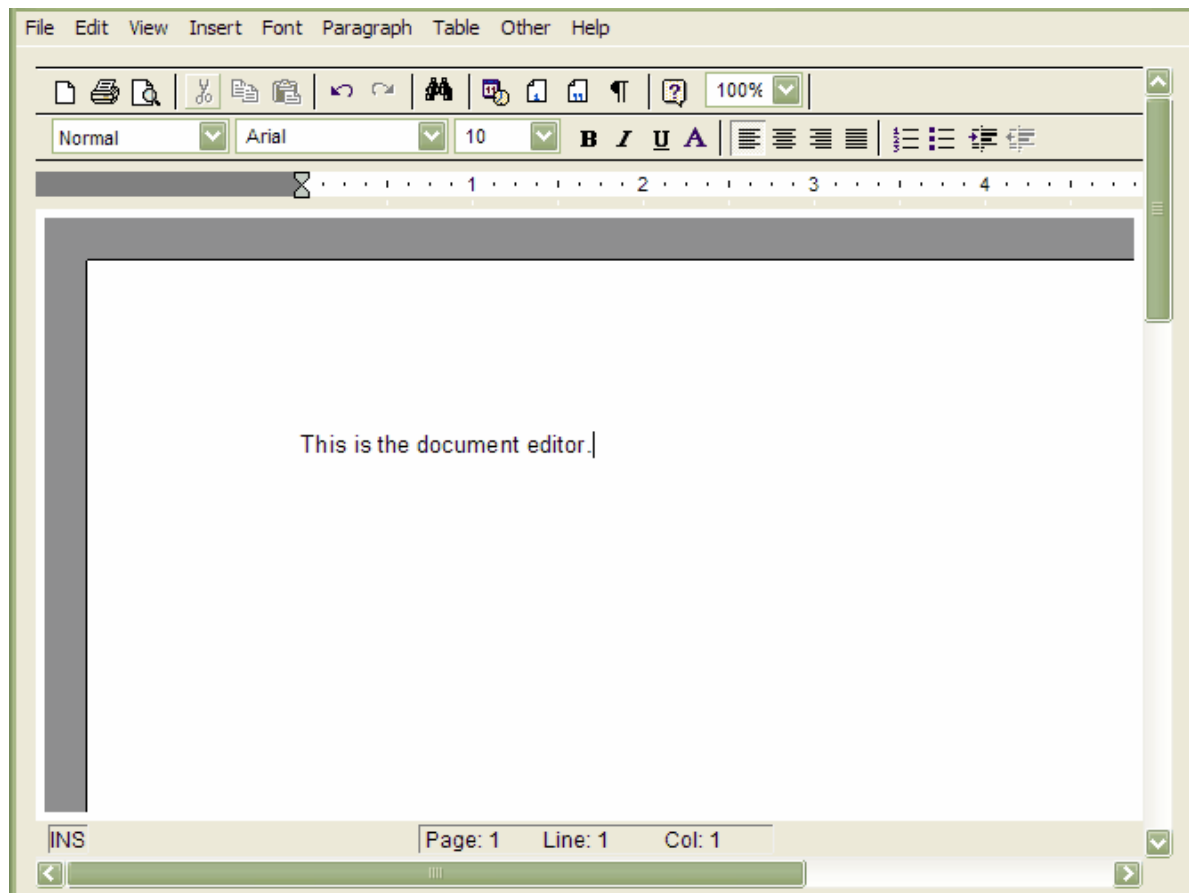 File Edit View Insert Font Paragraph Table Other Help
100%
Normal Arial 10 B I U A
1 2 3 4
This is the document editor.
INS Page: 1 Line: 1 Col: 1